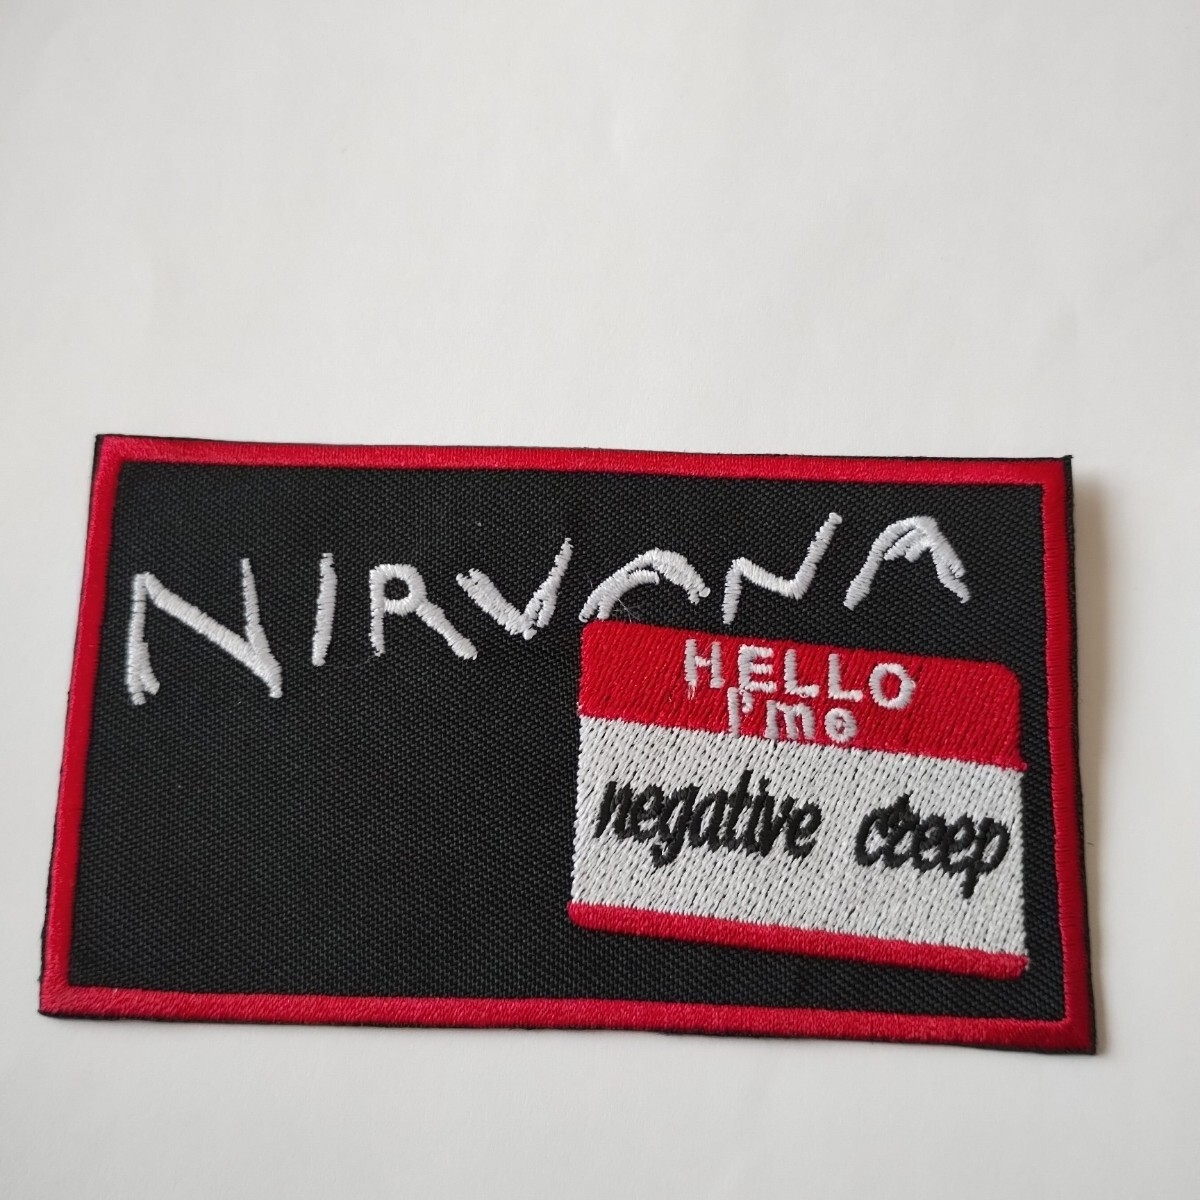 NIRVANA
HELLO
I'm a
negative creep